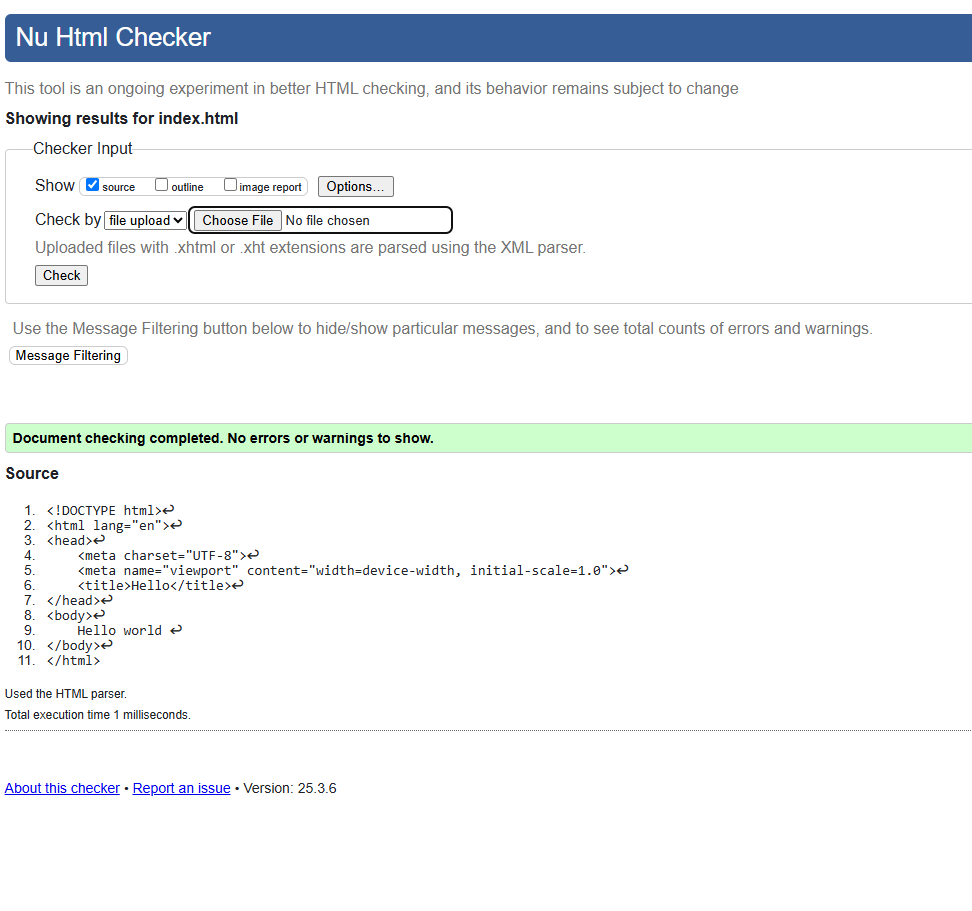 Nu Html Checker
This tool is an ongoing experiment in better HTML checking, and its behavior remains subject to change
Showing results for index.html
Checker Input
Show source outline image report Options...
Check by file upload Choose File No file chosen
Uploaded files with .xhtml or .xht extensions are parsed using the XML parser.
Check
Use the Message Filtering button below to hide/show particular messages, and to see total counts of errors and warnings.
Message Filtering
Document checking completed. No errors or warnings to show.
Source
1. <!DOCTYPE html>↩
2. <html lang="en">↩
3. <head>↩
4.     <meta charset="UTF-8">↩
5.     <meta name="viewport" content="width=device-width, initial-scale=1.0">↩
6.     <title>Hello</title>↩
7. </head>↩
8. <body>↩
9.     Hello world ↩
10. </body>↩
11. </html>
Used the HTML parser.
Total execution time 1 milliseconds.
About this checker • Report an issue • Version: 25.3.6